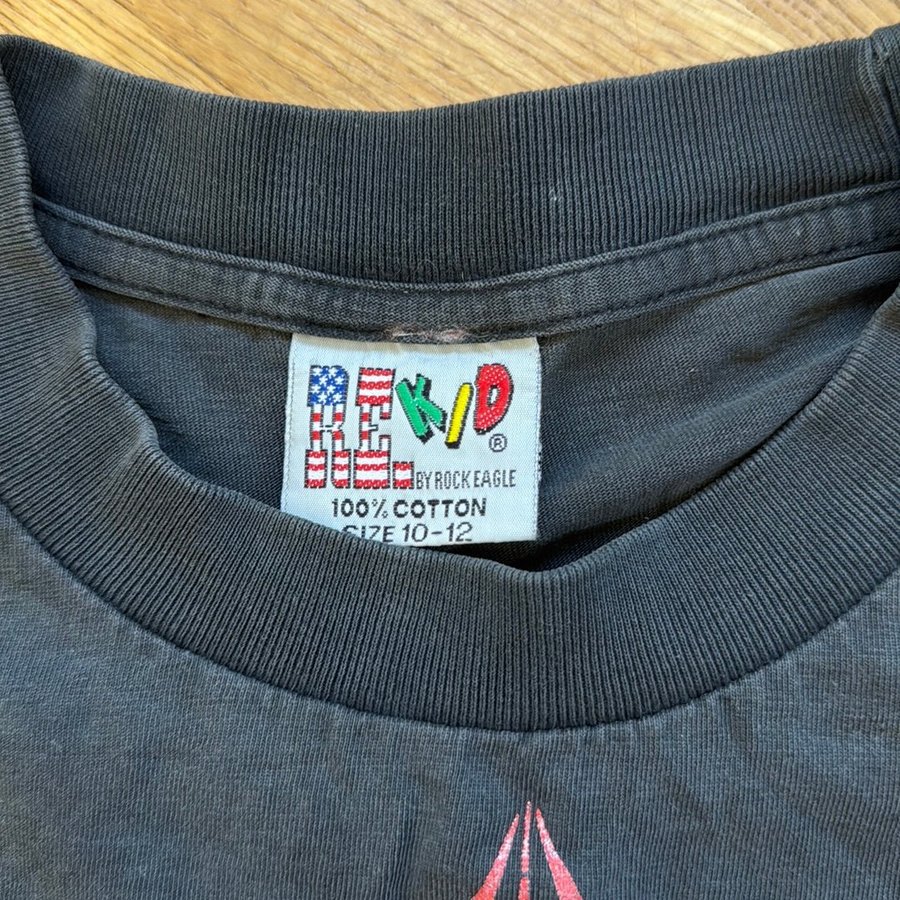 R.E. KID ®
BY ROCK EAGLE
100% COTTON
SIZE 10-12